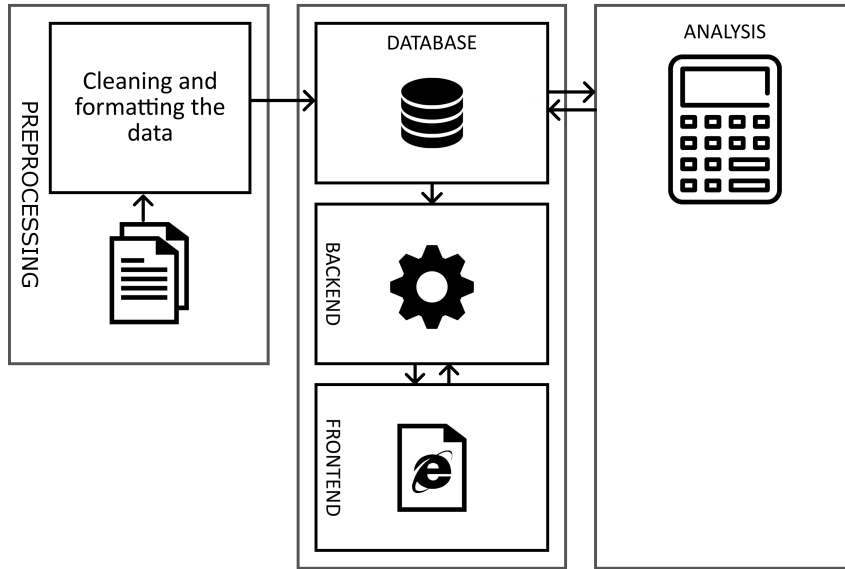 PREPROCESSING
Cleaning and
formatting the
data
DATABASE
BACKEND
FRONTEND
ANALYSIS